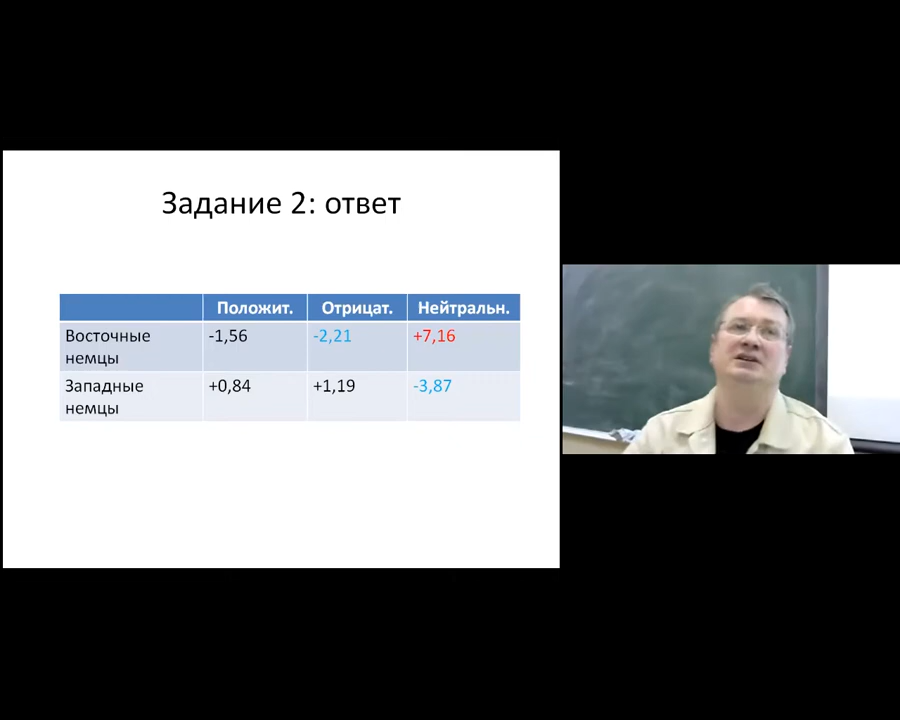 Задание 2: ответ
Положит. Отрицат. Нейтральн.
Восточные немцы -1,56 -2,21 +7,16
Западные немцы +0,84 +1,19 -3,87